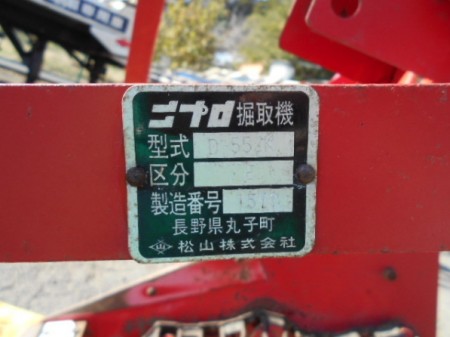 ニプロ掘取機
型式
区分
製造番号
長野県丸子町
松山株式会社